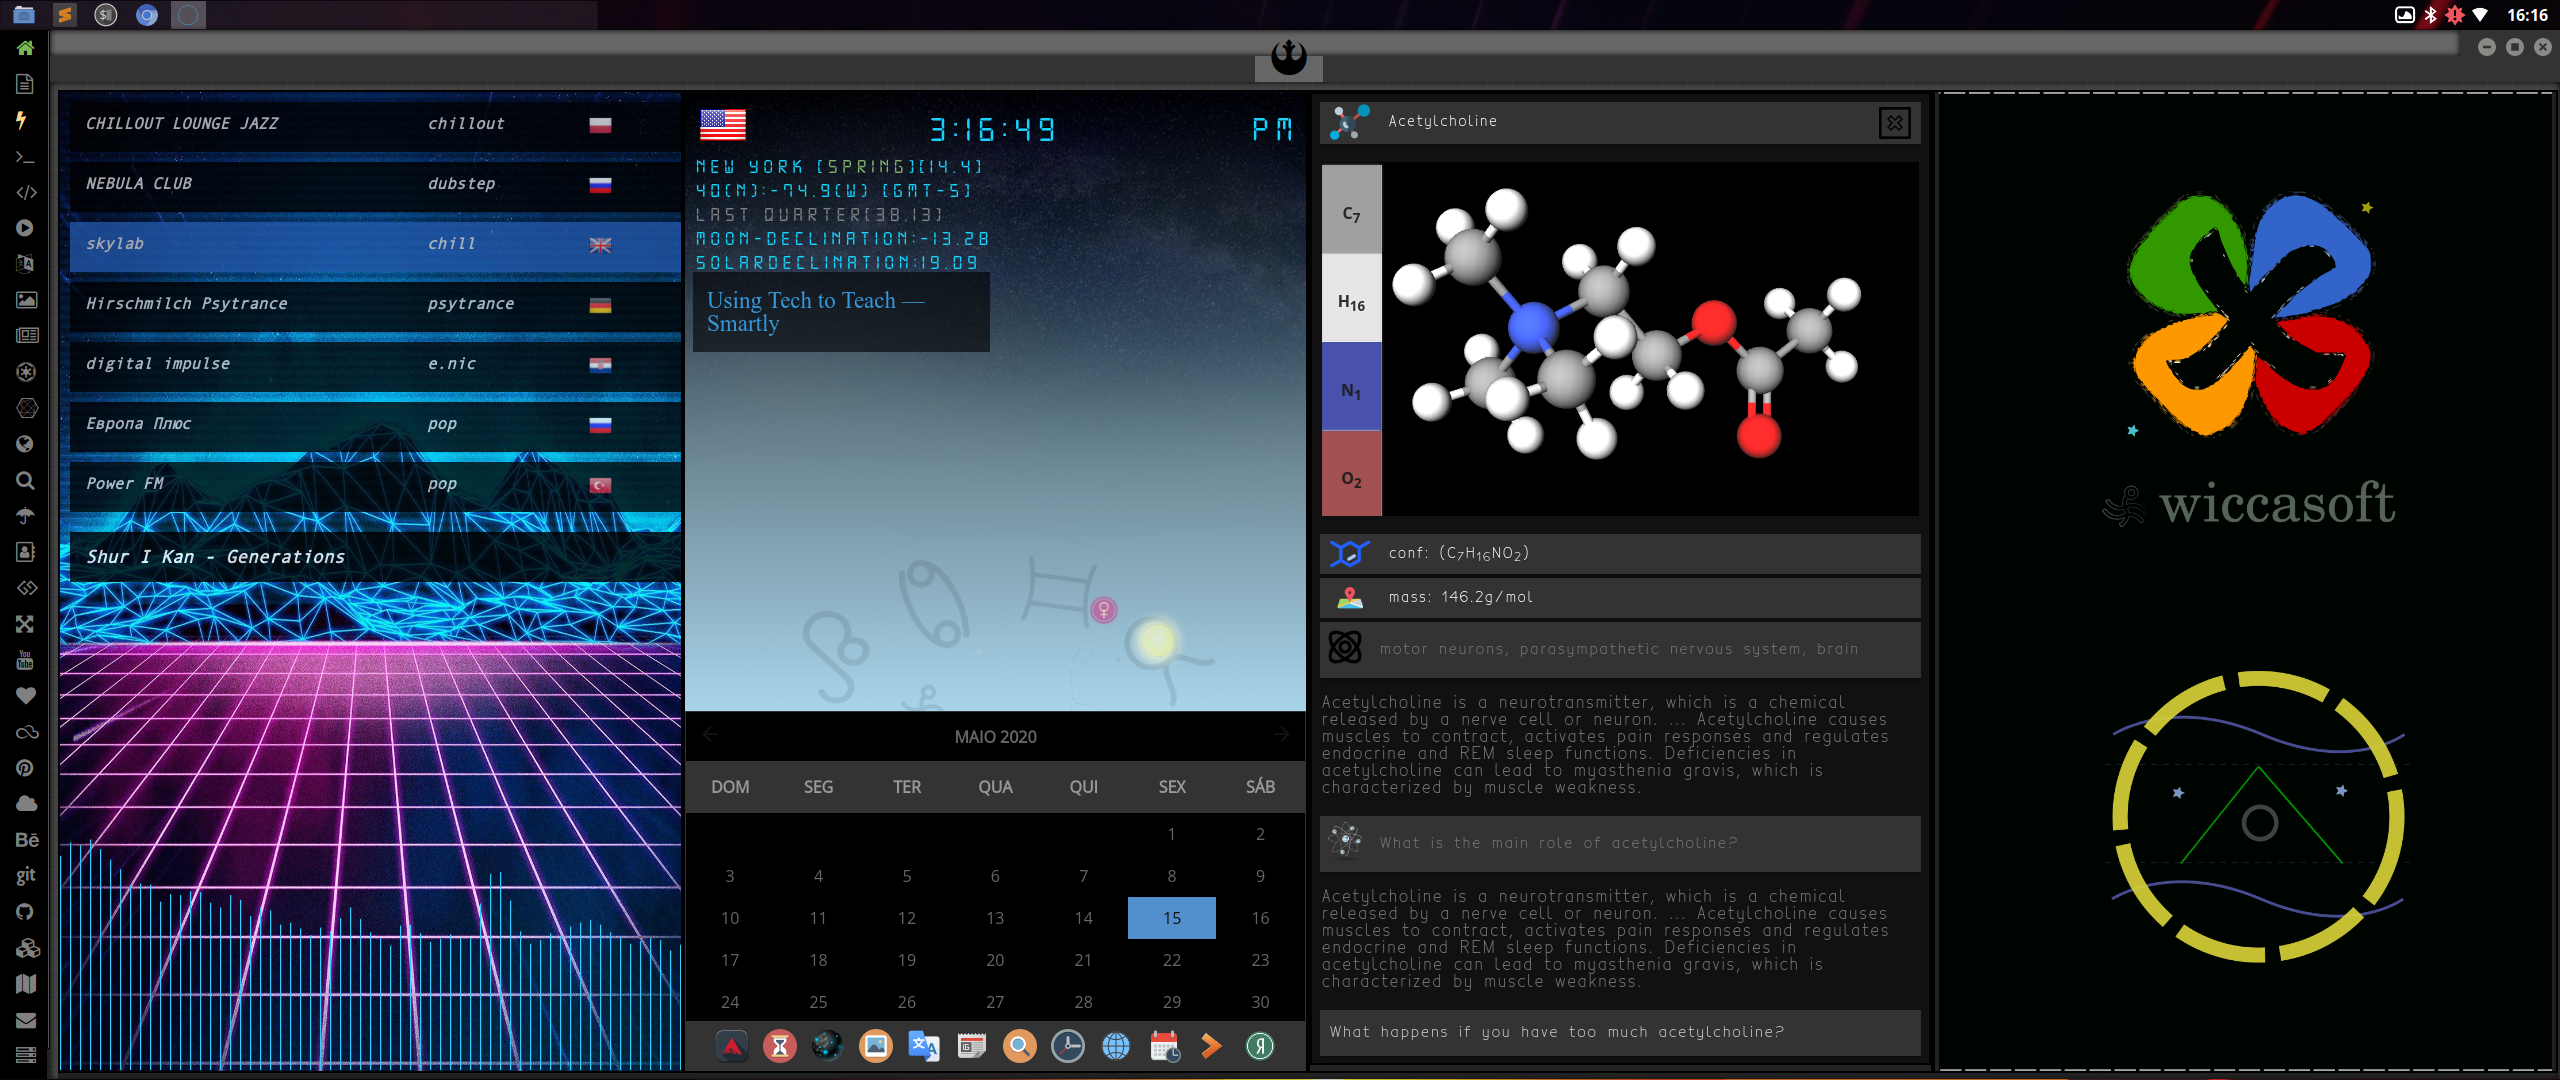 16:16
You
Tube
Bē
git
CHILLOUT LOUNGE JAZZ chillout
NEBULA CLUB dubstep
skylab chill
Hirschmilch Psytrance psytrance
digital impulse e.nic
Европа Плюс pop
Power FM pop
Shur I Kan - Generations
3:16:49 PM
NEW YORK [SPRING][14.4]
40(N):-74.9(W) [GMT-5]
LAST QUARTER[38.13]
MOON-DECLINATION:-13.28
SOLARDECLINATION:19.09
Using Tech to Teach —
Smartly
MAIO 2020
DOM SEG TER QUA QUI SEX SÁB
1 2
3 4 5 6 7 8 9
10 11 12 13 14 15 16
17 18 19 20 21 22 23
24 25 26 27 28 29 30
Acetylcholine
C7
H16
N1
O2
conf: (C7H16NO2)
mass: 146.2g/mol
motor neurons, parasympathetic nervous system, brain
Acetylcholine is a neurotransmitter, which is a chemical
released by a nerve cell or neuron. ... Acetylcholine causes
muscles to contract, activates pain responses and regulates
endocrine and REM sleep functions. Deficiencies in
acetylcholine can lead to myasthenia gravis, which is
characterized by muscle weakness.
What is the main role of acetylcholine?
Acetylcholine is a neurotransmitter, which is a chemical
released by a nerve cell or neuron. ... Acetylcholine causes
muscles to contract, activates pain responses and regulates
endocrine and REM sleep functions. Deficiencies in
acetylcholine can lead to myasthenia gravis, which is
characterized by muscle weakness.
What happens if you have too much acetylcholine?
wiccasoft